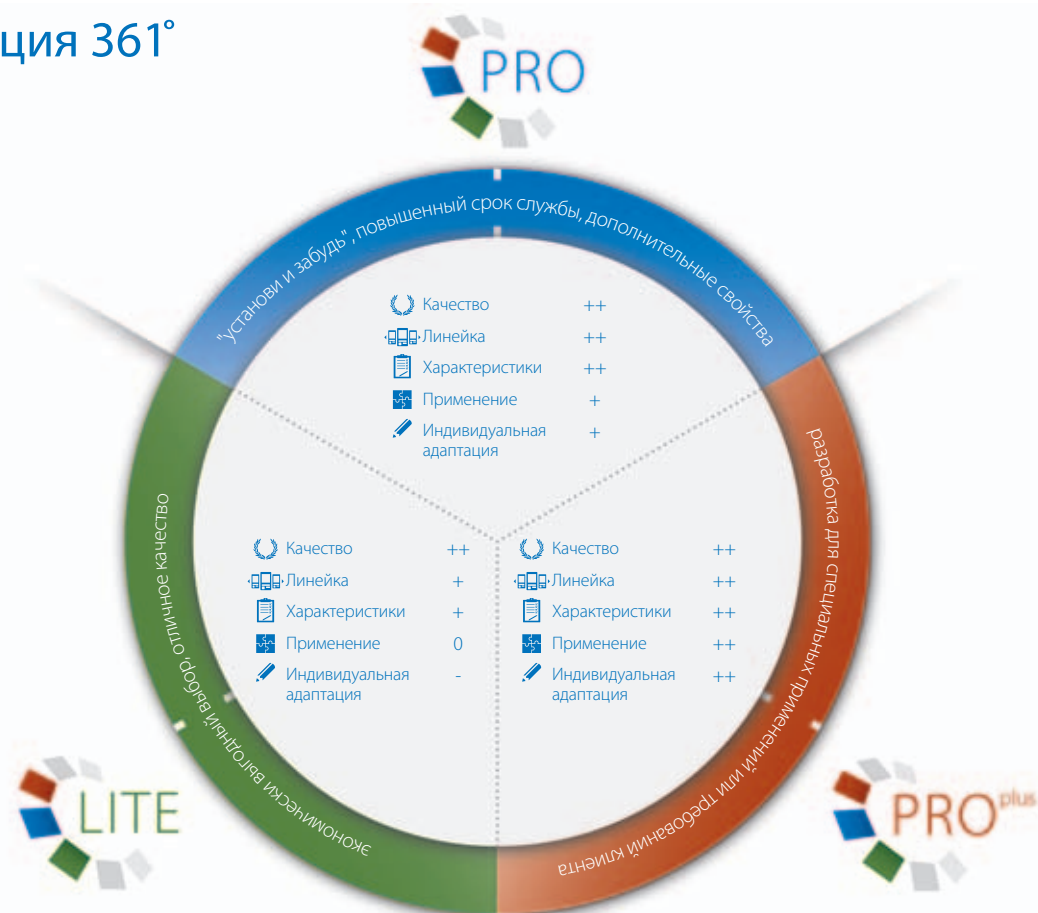 ция 361°
PRO
"установи и забудь", повышенный срок службы, дополнительные свойства
Качество ++
Линейка ++
Характеристики ++
Применение +
Индивидуальная +
адаптация
экономически выгодный выбор, отличное качество
Качество ++
Линейка +
Характеристики +
Применение 0
Индивидуальная -
адаптация
LITE
разработка для специальных применений или требований клиента
Качество ++
Линейка ++
Характеристики ++
Применение ++
Индивидуальная ++
адаптация
PRO plus